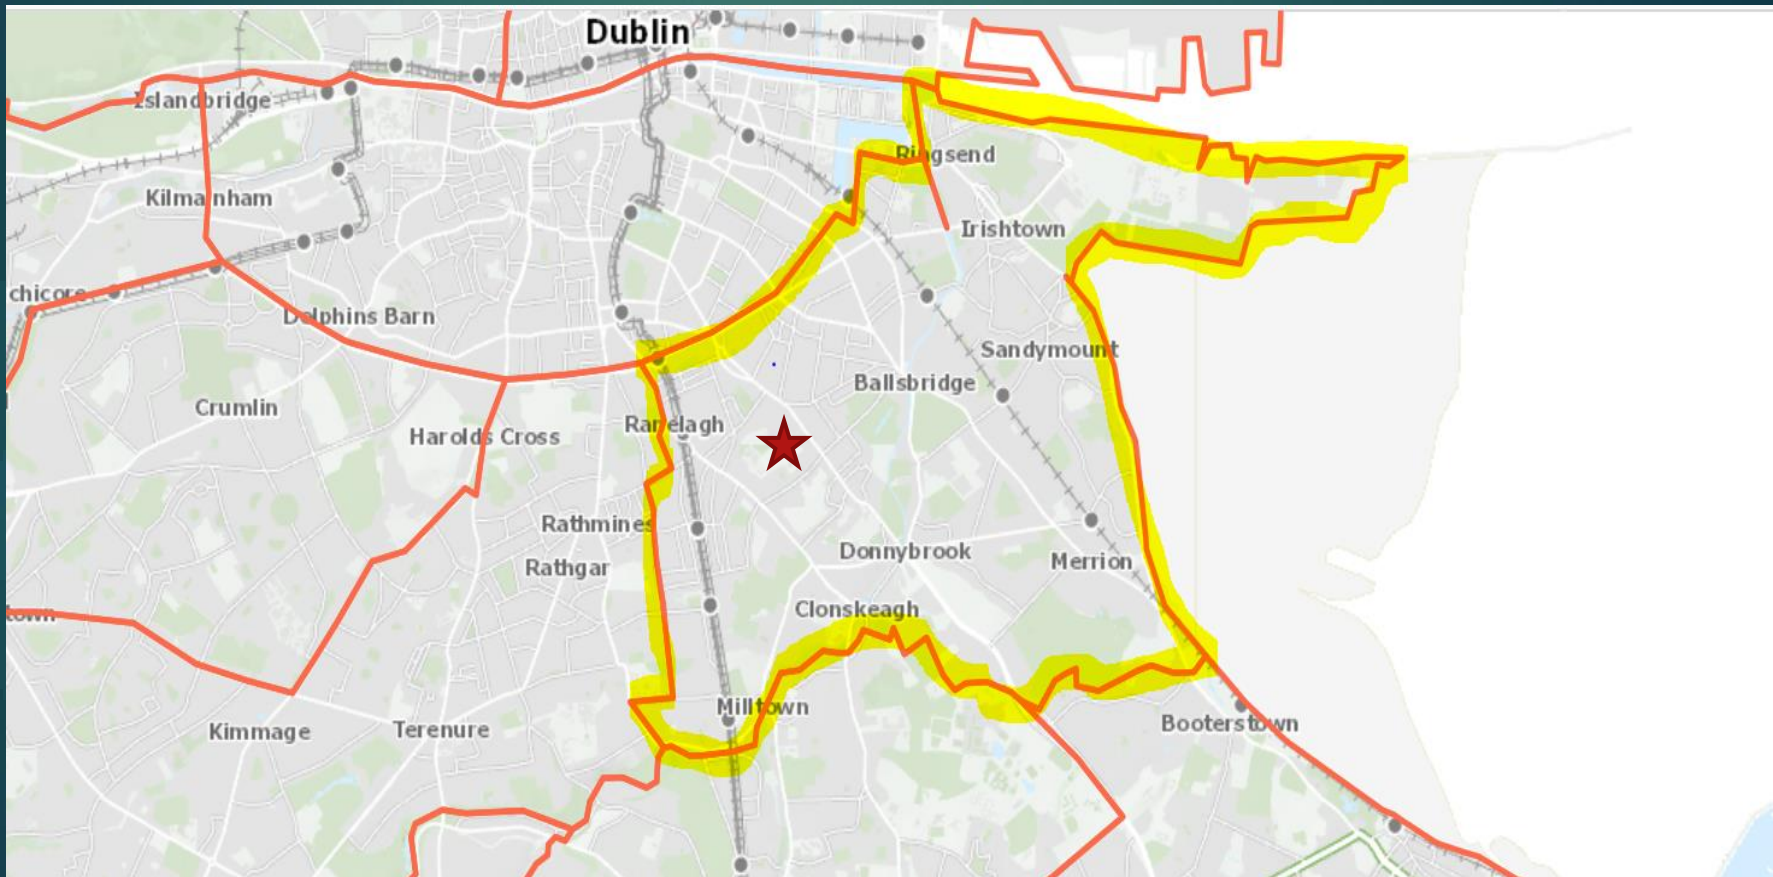 Dublin
Islandbridge
Ringsend
Kilmainham
Irishtown
chicore
Dolphins Barn
Sandymount
Ballsbridge
Crumlin
Ranelagh
Harolds Cross
Rathmines
Donnybrook
Merrion
Rathgar
Clonskeagh
town
Milltown
Booterstown
Kimmage
Terenure